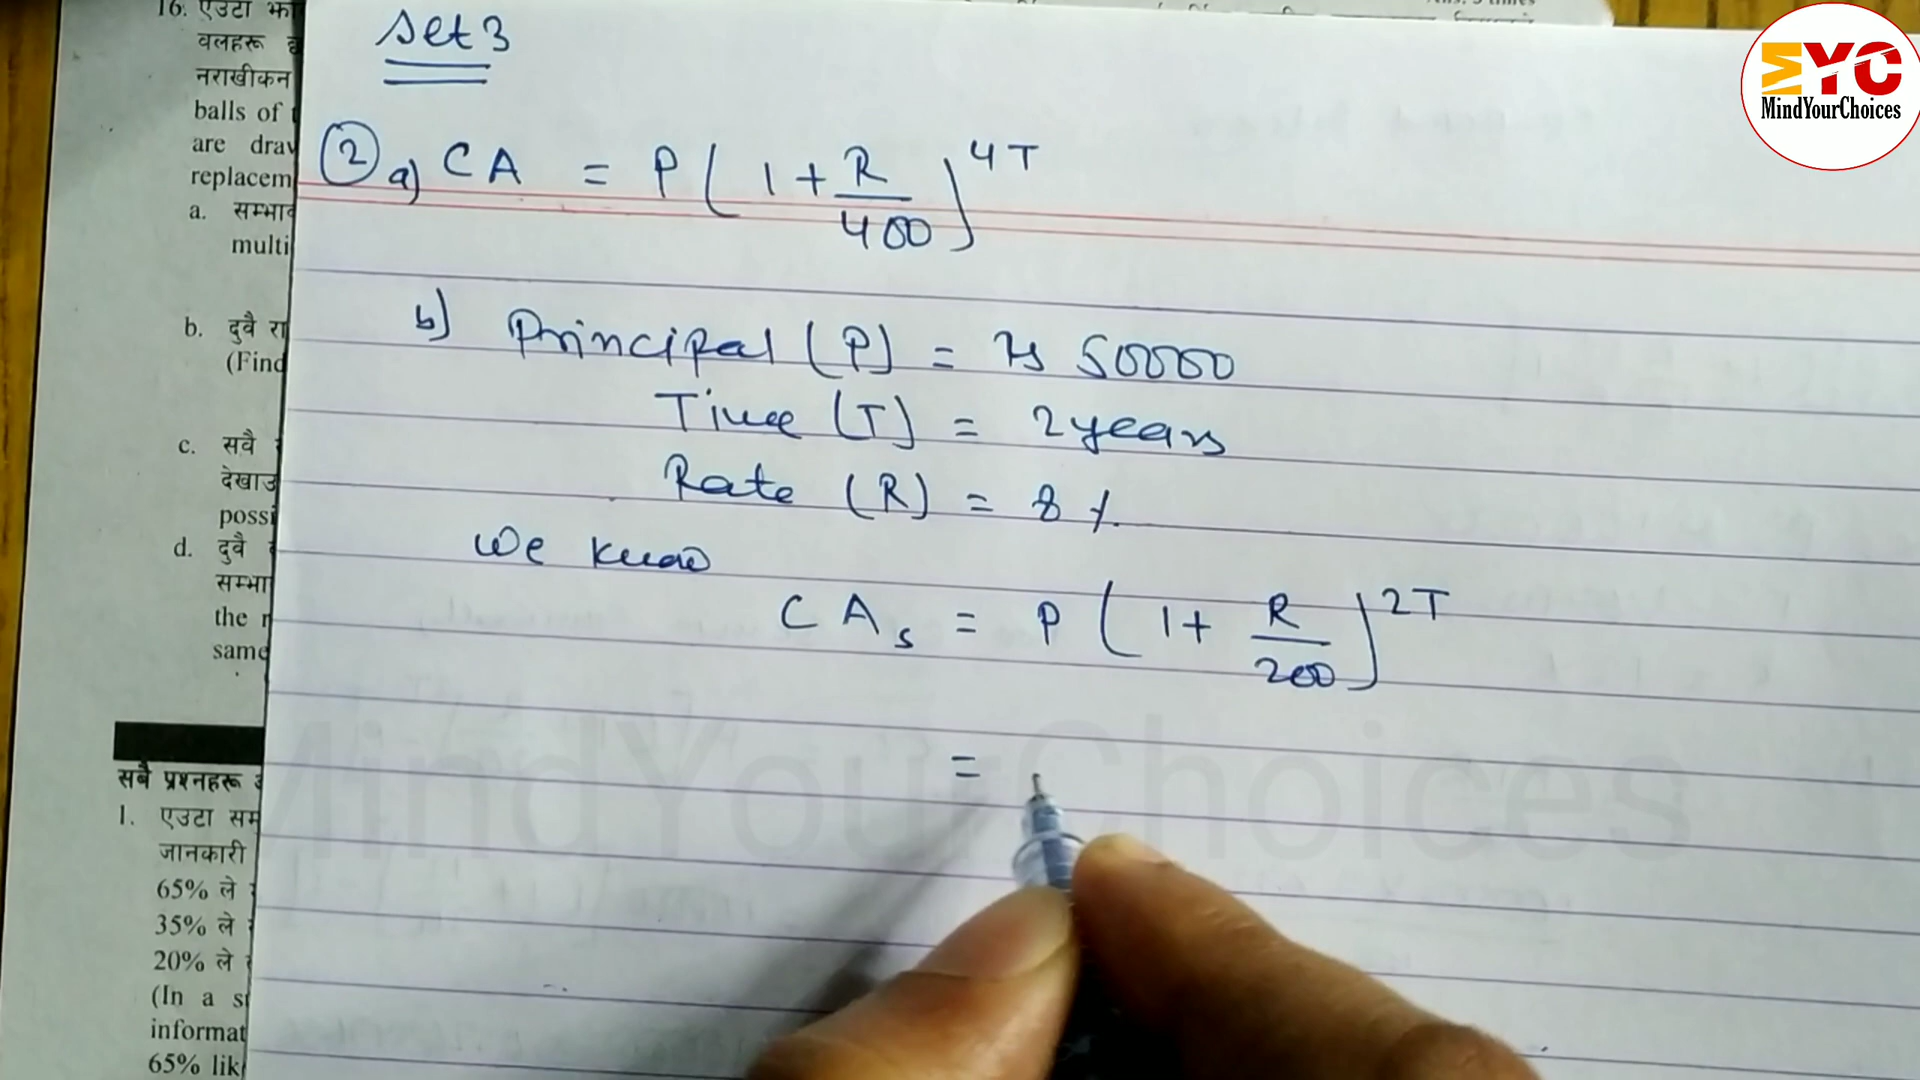 16. एउटा
वलहरू
नराखीकन
balls of
are draw
replacem
a. सम्भाव
multi
b. दुवै रा
(Find
c. सवै
देखाउ
possi
d. दुवै
सम्भा
the r
same
सबै प्रश्नहरू
1. एउटा सम
जानकारी
65% ले
35% ले
20% ले
(In a s
informat
65% lik
set 3
② a) CA = P(1+R/400)^4T
b) Principal (P) = Rs 50000
Time (T) = 2 years
Rate (R) = 8 %
We know
CAs = P(1+R/200)^2T
=
MYC
MindYourChoices
MindYourChoices